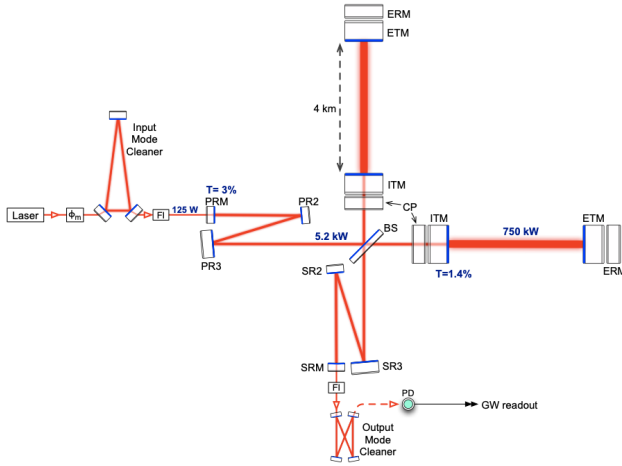 ERM
ETM
4 km
Input
Mode
Cleaner
ITM
T= 3%
PRM
PR2
CP
ITM
ETM
Laser
ϕm
FI
125 W
BS
5.2 kW
750 kW
PR3
SR2
T=1.4%
ERM
SRM
SR3
FI
PD
GW readout
Output
Mode
Cleaner